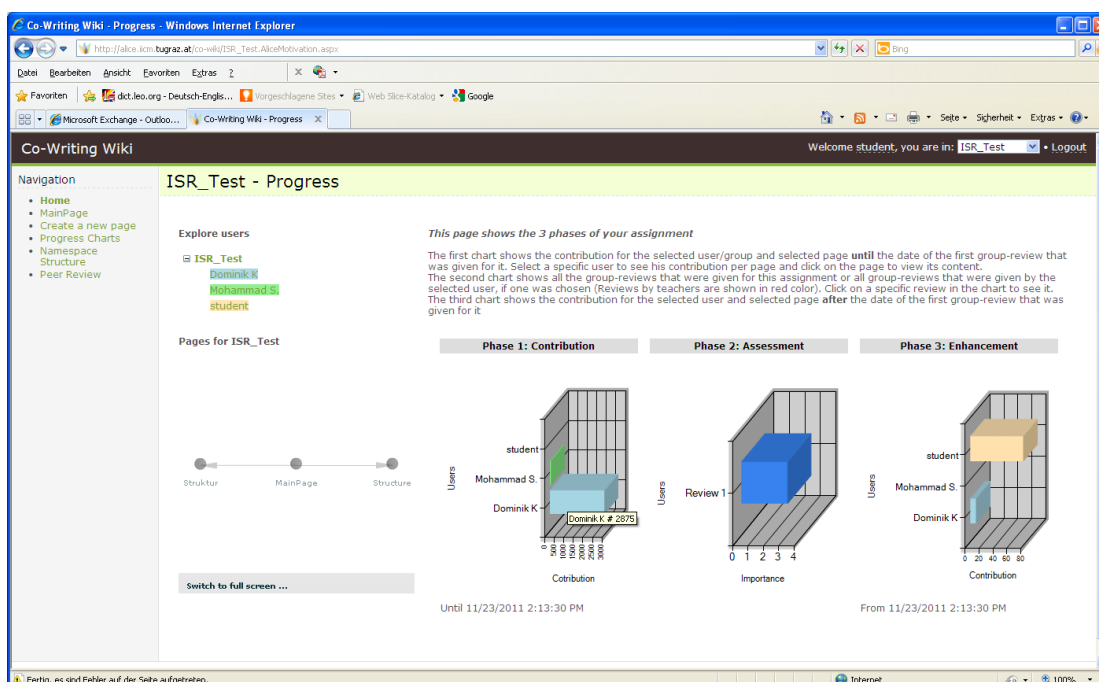 Co-Writing Wiki - Progress - Windows Internet Explorer
http://alice.iicm.tugraz.at/co-wiki/ISR_Test.AliceMotivation.aspx
Bing
Datei Bearbeiten Ansicht Favoriten Extras ?
Favoriten dict.leo.org - Deutsch-Englis... Vorgeschlagene Sites Web Slice-Katalog Google
Microsoft Exchange - Outloo... Co-Writing Wiki - Progress X Seite Sicherheit Extras
Co-Writing Wiki
Welcome student, you are in: ISR_Test • Logout
Navigation
Home
MainPage
Create a new page
Progress Charts
Namespace
Structure
Peer Review
ISR_Test - Progress
Explore users
ISR_Test
Dominik K
Mohammad S.
student
Pages for ISR_Test
Struktur MainPage Structure
Switch to full screen ...
This page shows the 3 phases of your assignment
The first chart shows the contribution for the selected user/group and selected page until the date of the first group-review that
was given for it. Select a specific user to see his contribution per page and click on the page to view its content.
The second chart shows all the group-reviews that were given for this assignment or all group-reviews that were given by the
selected user, if one was chosen (Reviews by teachers are shown in red color). Click on a specific review in the chart to see it.
The third chart shows the contribution for the selected user and selected page after the date of the first group-review that was
given for it
Phase 1: Contribution
Users
student
Mohammad S.
Dominik K
Dominik K # 2875
0 500 1000 1500 2000 2500 3000
Cotribution
Until 11/23/2011 2:13:30 PM
Phase 2: Assessment
Users
Review 1
0 1 2 3 4
Importance
Phase 3: Enhancement
Users
student
Mohammad S.
Dominik K
0 20 40 60 80
Contribution
From 11/23/2011 2:13:30 PM
Fertig, es sind Fehler auf der Seite aufgetreten.
Internet
100%